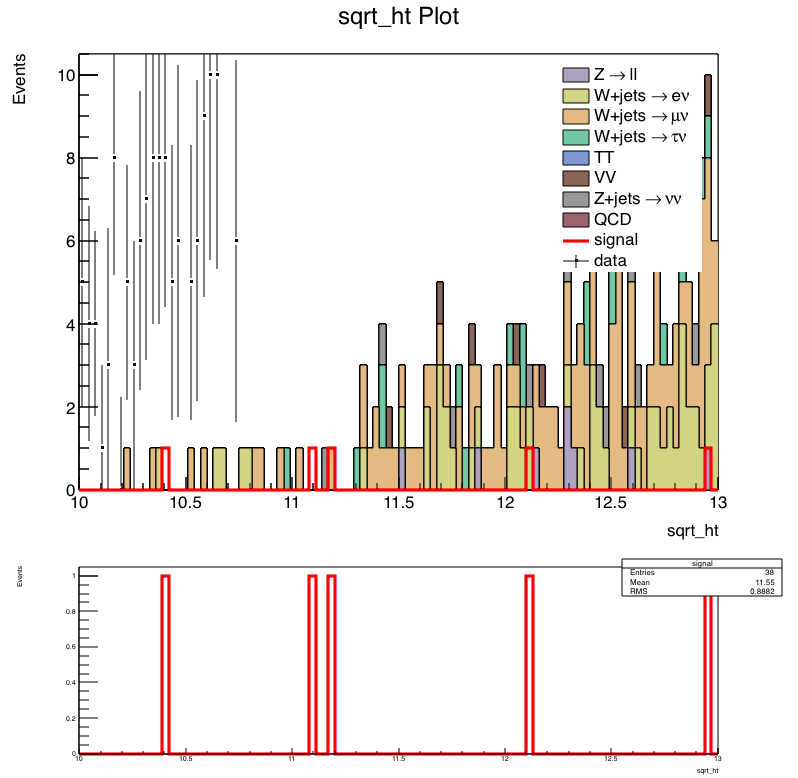 sqrt_ht Plot
Events
10
8
6
4
2
0
Z → ll
W+jets → eν
W+jets → μν
W+jets → τν
TT
VV
Z+jets → νν
QCD
signal
data
10 10.5 11 11.5 12 12.5 13
sqrt_ht
Events
signal
Entries 38
Mean 11.55
RMS 0.8882
1
0.8
0.6
0.4
0.2
0
10 10.5 11 11.5 12 12.5 13
sqrt_ht